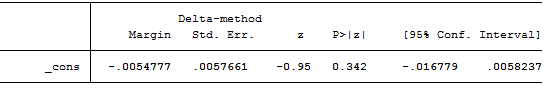 Delta-method
Margin Std. Err. z P>|z| [95% Conf. Interval]
_cons -.0054777 .0057661 -0.95 0.342 -.016779 .0058237